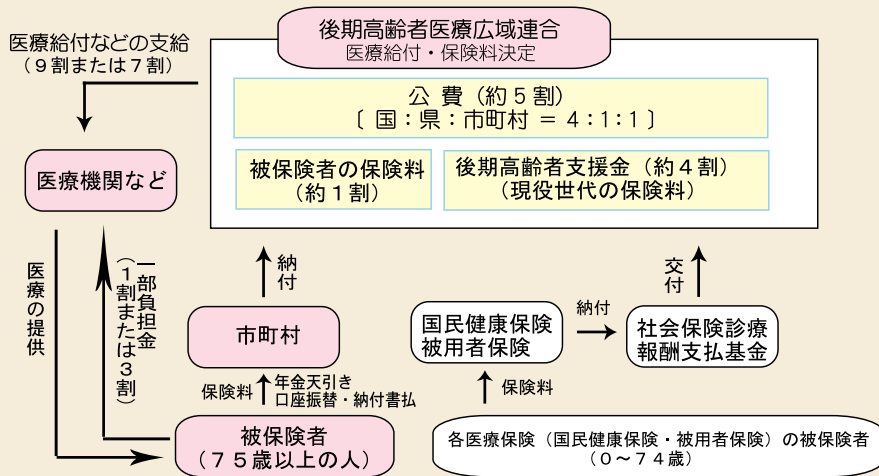 後期高齢者医療広域連合
医療給付・保険料決定
医療給付などの支給
（９割または７割）
公 費（約５割）
〔 国：県：市町村 ＝ ４：１：１ 〕
被保険者の保険料
（約１割）
後期高齢者支援金（約４割）
（現役世代の保険料）
医療機関など
医療の提供
一部負担金
（１割または３割）
納付
交付
市町村
国民健康保険
被用者保険
納付
社会保険診療
報酬支払基金
保険料
年金天引き
口座振替・納付書払
保険料
被保険者
（７５歳以上の人）
各医療保険（国民健康保険・被用者保険）の被保険者
（０～７４歳）